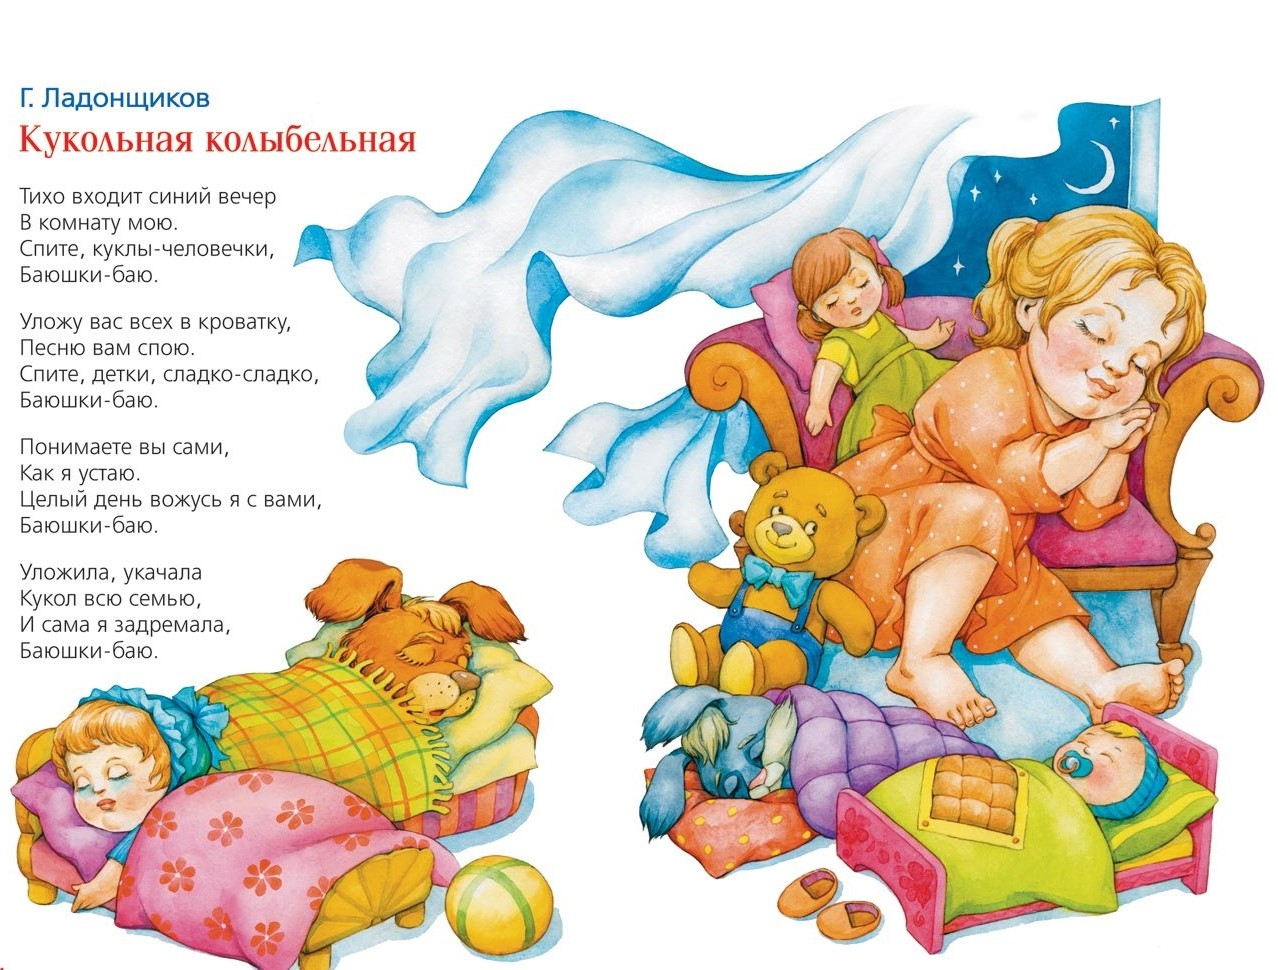 Г. Ладонщиков
Кукольная колыбельная
Тихо входит синий вечер
В комнату мою.
Спите, куклы-человечки,
Баюшки-баю.
Уложу вас всех в кроватку,
Песню вам спою.
Спите, детки, сладко-сладко,
Баюшки-баю.
Понимаете вы сами,
Как я устаю.
Целый день вожусь я с вами,
Баюшки-баю.
Уложила, укачала
Кукол всю семью,
И сама я задремала,
Баюшки-баю.